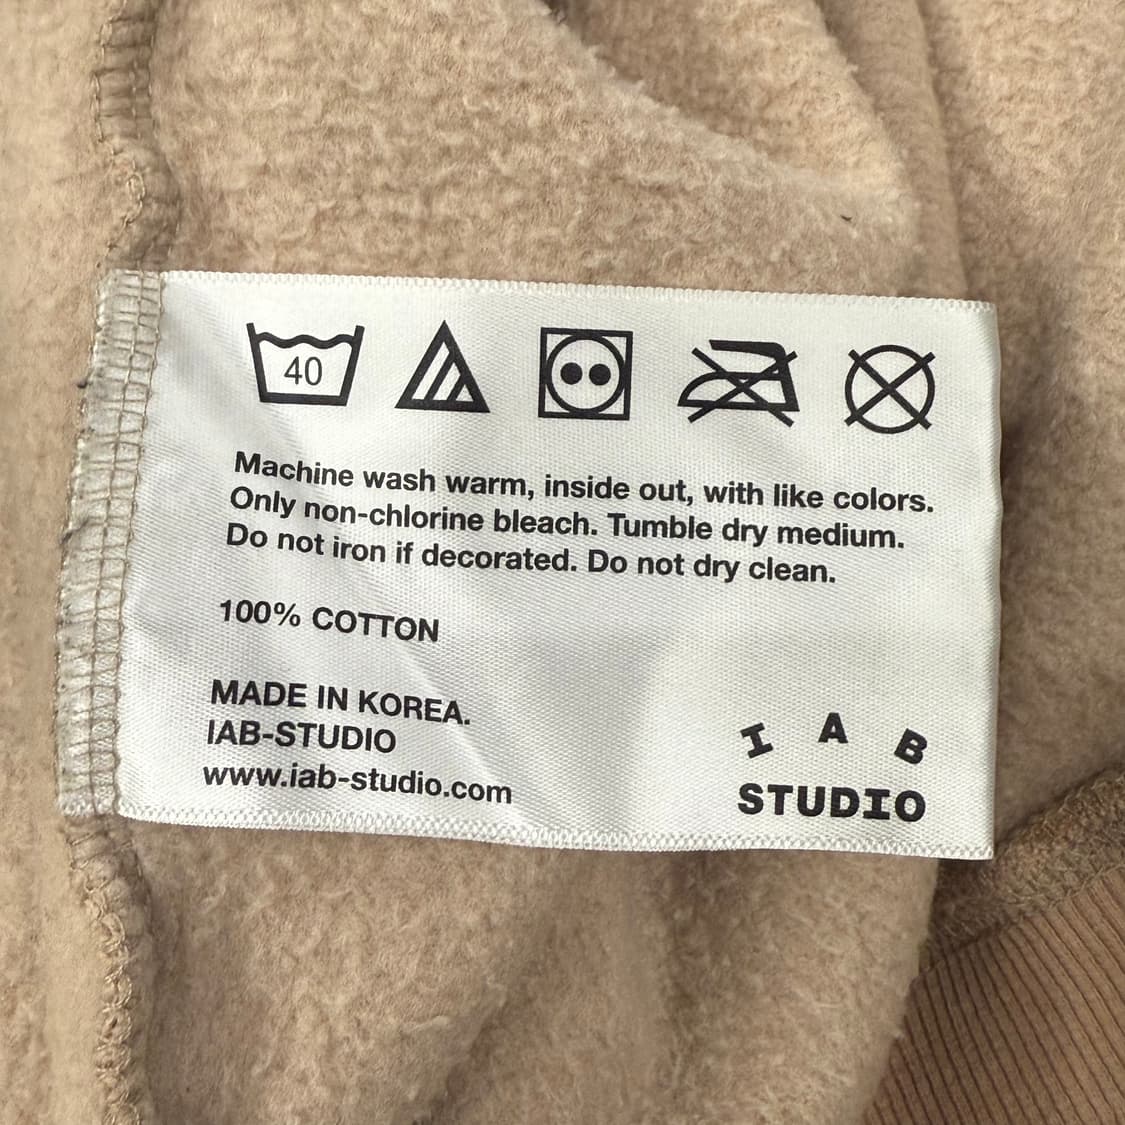 40
Machine wash warm, inside out, with like colors.
Only non-chlorine bleach. Tumble dry medium.
Do not iron if decorated. Do not dry clean.
100% COTTON
MADE IN KOREA.
IAB-STUDIO
www.iab-studio.com
I A B
STUDIO